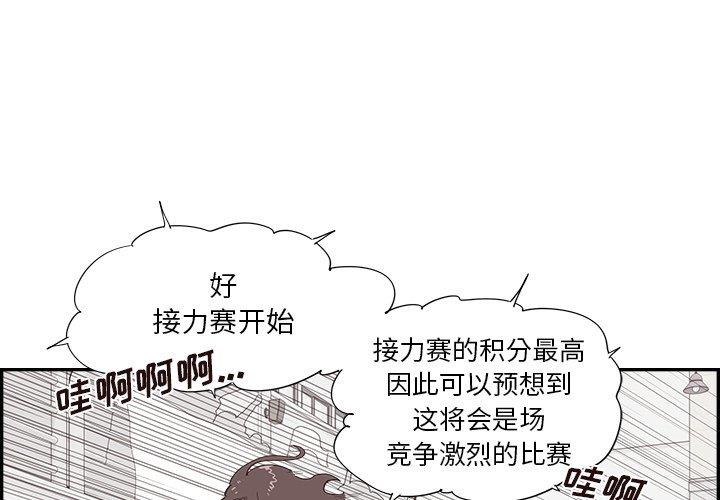 好
接力赛开始
哇啊啊啊...
接力赛的积分最高
因此可以预想到
这将会是场
竞争激烈的比赛
哇啊